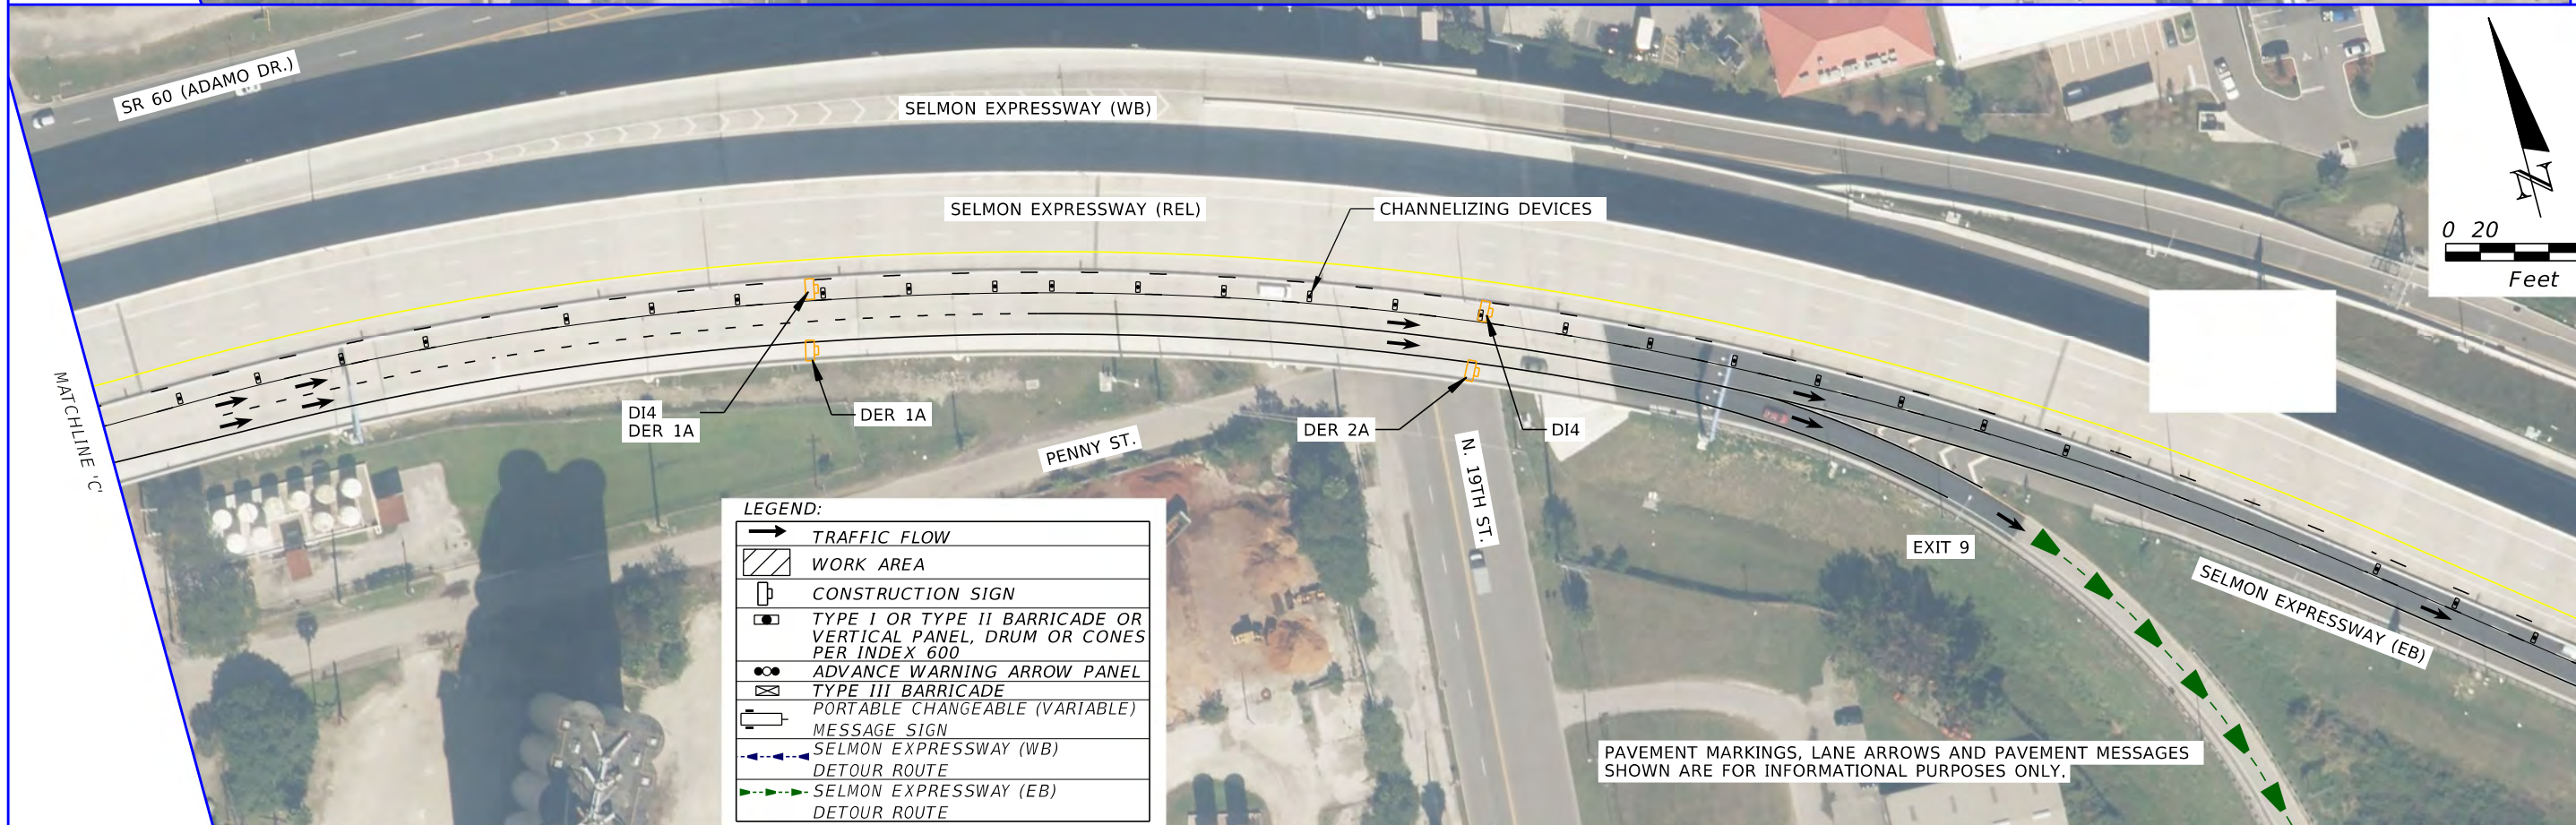 SR 60 (ADAMO DR.)
SELMON EXPRESSWAY (WB)
SELMON EXPRESSWAY (REL)
CHANNELIZING DEVICES
N
0 20
Feet
MATCHLINE 'C'
DI4
DER 1A
DER 1A
PENNY ST.
DER 2A
N. 19TH ST.
DI4
EXIT 9
SELMON EXPRESSWAY (EB)
LEGEND:
TRAFFIC FLOW
WORK AREA
CONSTRUCTION SIGN
TYPE I OR TYPE II BARRICADE OR
VERTICAL PANEL, DRUM OR CONES
PER INDEX 600
ADVANCE WARNING ARROW PANEL
TYPE III BARRICADE
PORTABLE CHANGEABLE (VARIABLE)
MESSAGE SIGN
SELMON EXPRESSWAY (WB)
DETOUR ROUTE
SELMON EXPRESSWAY (EB)
DETOUR ROUTE
PAVEMENT MARKINGS, LANE ARROWS AND PAVEMENT MESSAGES
SHOWN ARE FOR INFORMATIONAL PURPOSES ONLY.